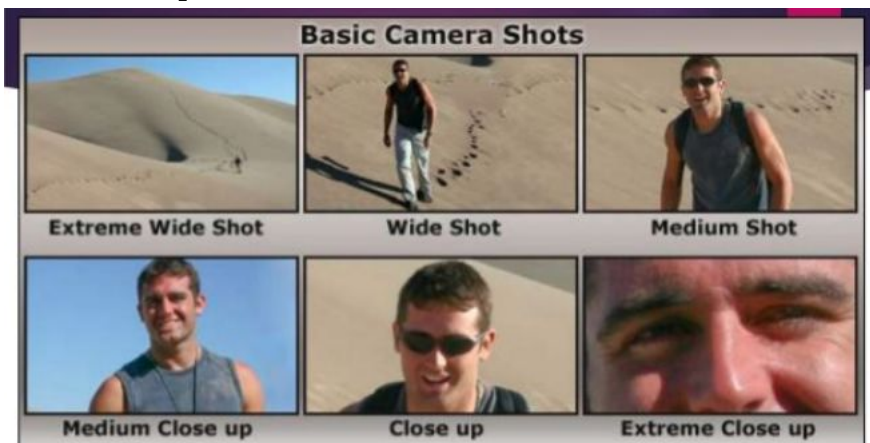 Basic Camera Shots
Extreme Wide Shot
Wide Shot
Medium Shot
Medium Close up
Close up
Extreme Close up